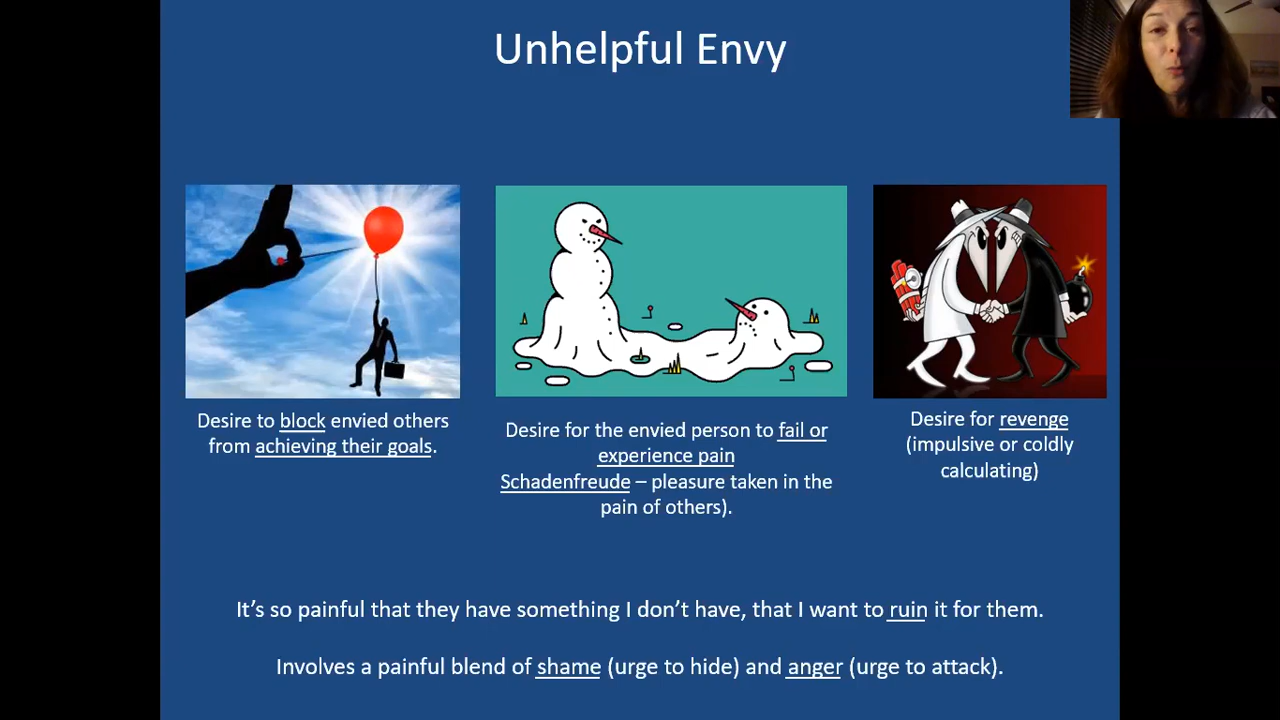 Unhelpful Envy
Desire to block envied others
from achieving their goals.
Desire for the envied person to fail or
experience pain
Schadenfreude – pleasure taken in the
pain of others).
Desire for revenge
(impulsive or coldly
calculating)
It's so painful that they have something I don't have, that I want to ruin it for them.
Involves a painful blend of shame (urge to hide) and anger (urge to attack).